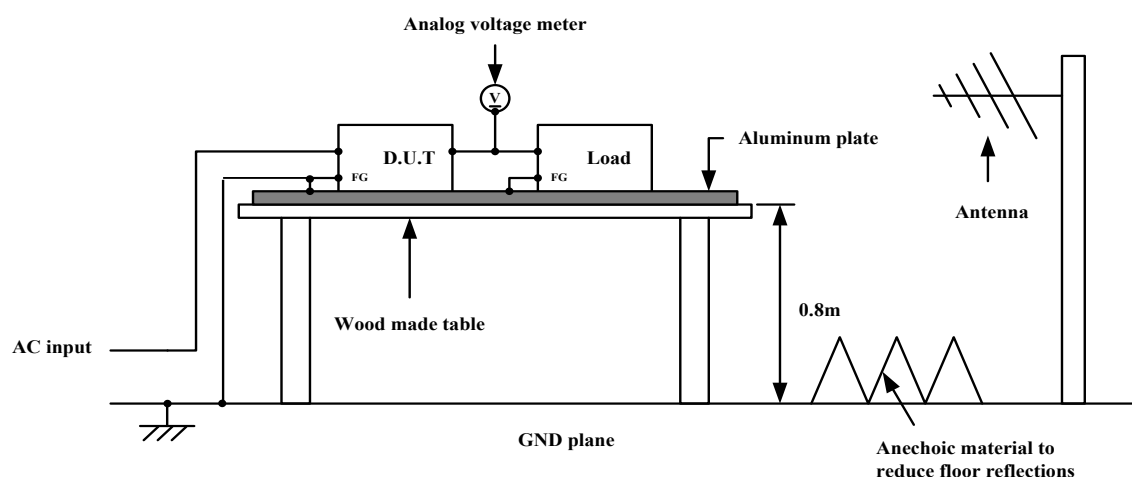 Analog voltage meter
V
D.U.T
Load
FG
FG
Aluminum plate
Antenna
Wood made table
0.8m
AC input
GND plane
Anechoic material to
reduce floor reflections